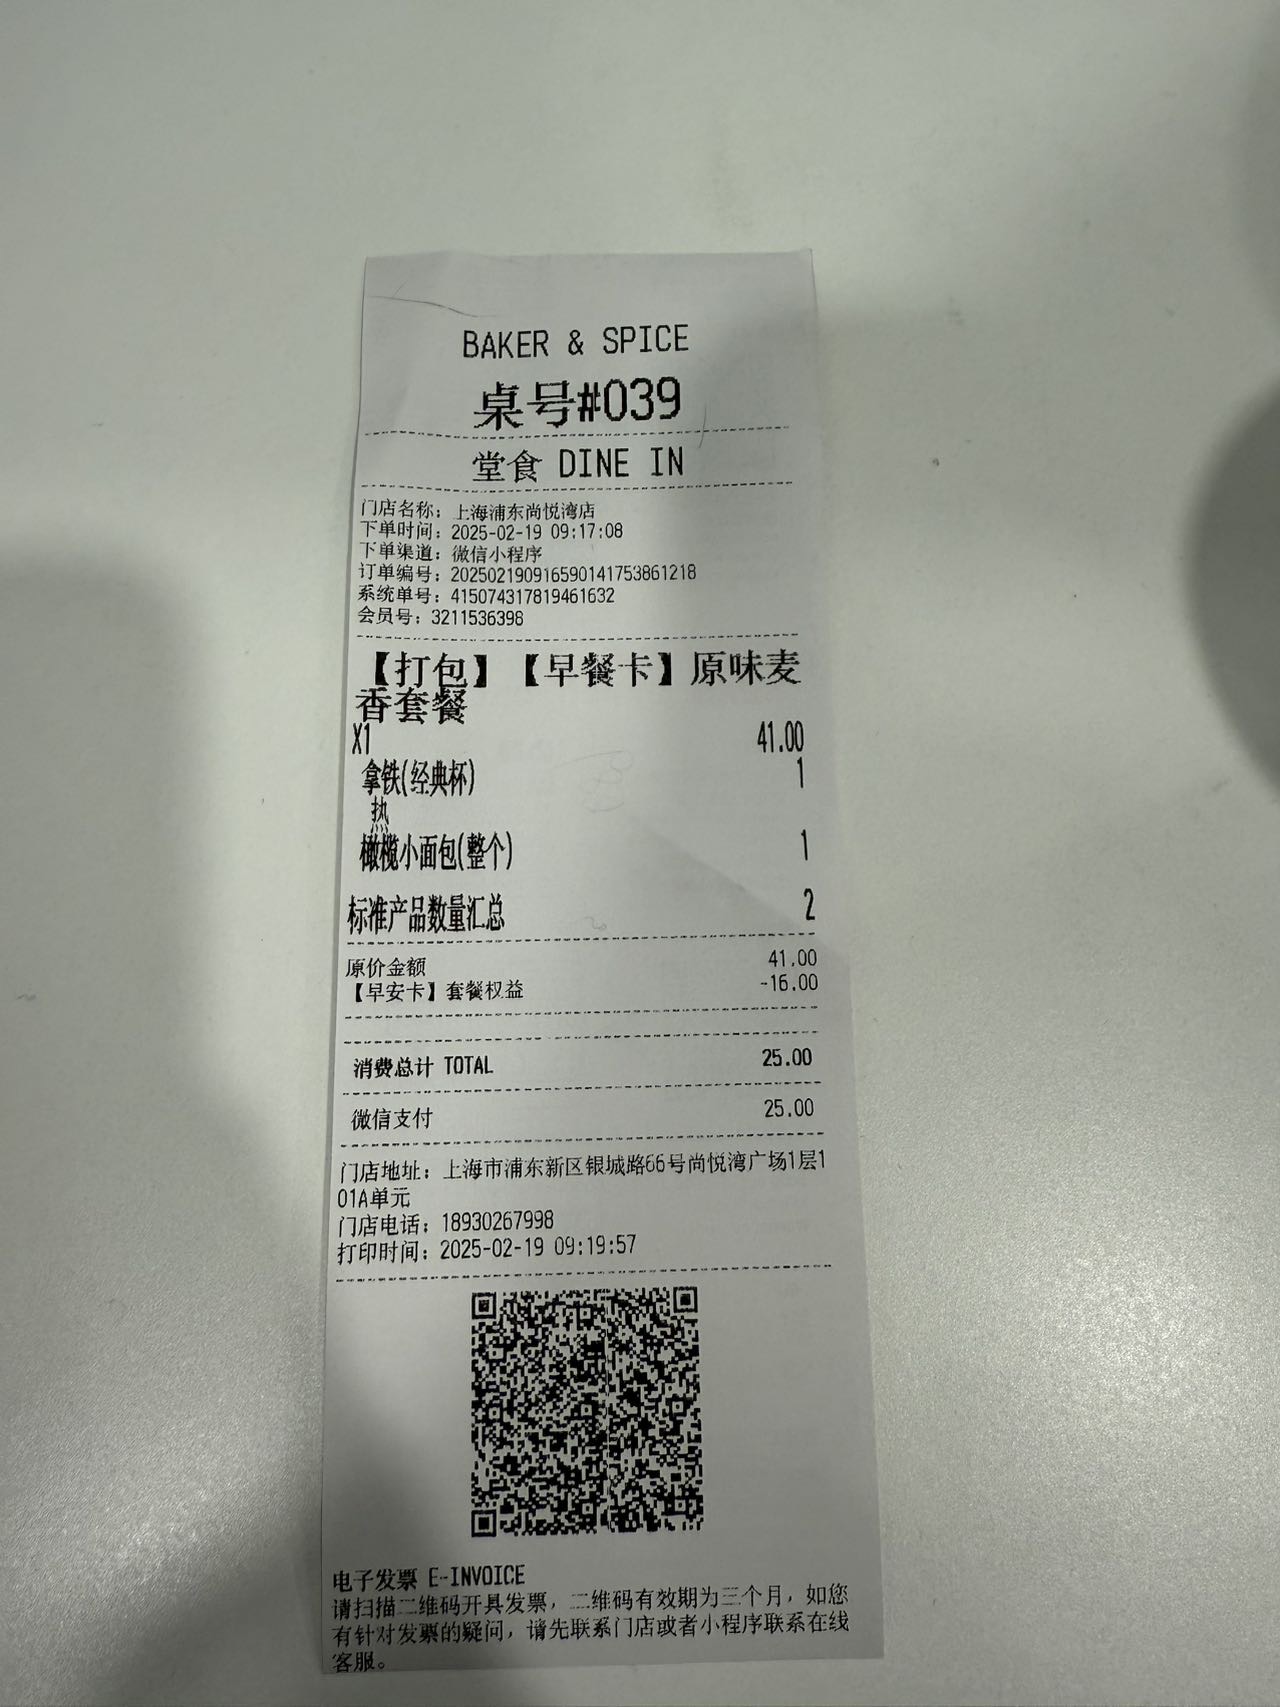 BAKER & SPICE
桌号#039
堂食 DINE IN
门店名称：上海浦东尚悦湾店
下单时间：2025-02-19 09:17:08
下单渠道：微信小程序
订单编号：202502190916590141753861218
系统单号：415074317819461632
会员号：3211536398
【打包】【早餐卡】原味麦
香套餐
X1 41.00
拿铁(经典杯) 1
热
橄榄小面包(整个) 1
标准产品数量汇总 2
原价金额 41.00
【早安卡】套餐权益 -16.00
消费总计 TOTAL 25.00
微信支付 25.00
门店地址：上海市浦东新区银城路66号尚悦湾广场1层1
01A单元
门店电话：18930267998
打印时间：2025-02-19 09:19:57
电子发票 E-INVOICE
请扫描二维码开具发票，二维码有效期为三个月，如您
有针对发票的疑问，请先联系门店或者小程序联系在线
客服。